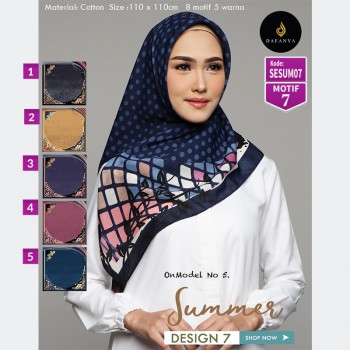 Material: Cotton  Size :110 x 110cm  8 motif 5 warna
DAFANYA
Kode:
SESUM07
MOTIF
7
1
2
3
4
5
OnModel No 5.
Summer
DESIGN 7
SHOP NOW